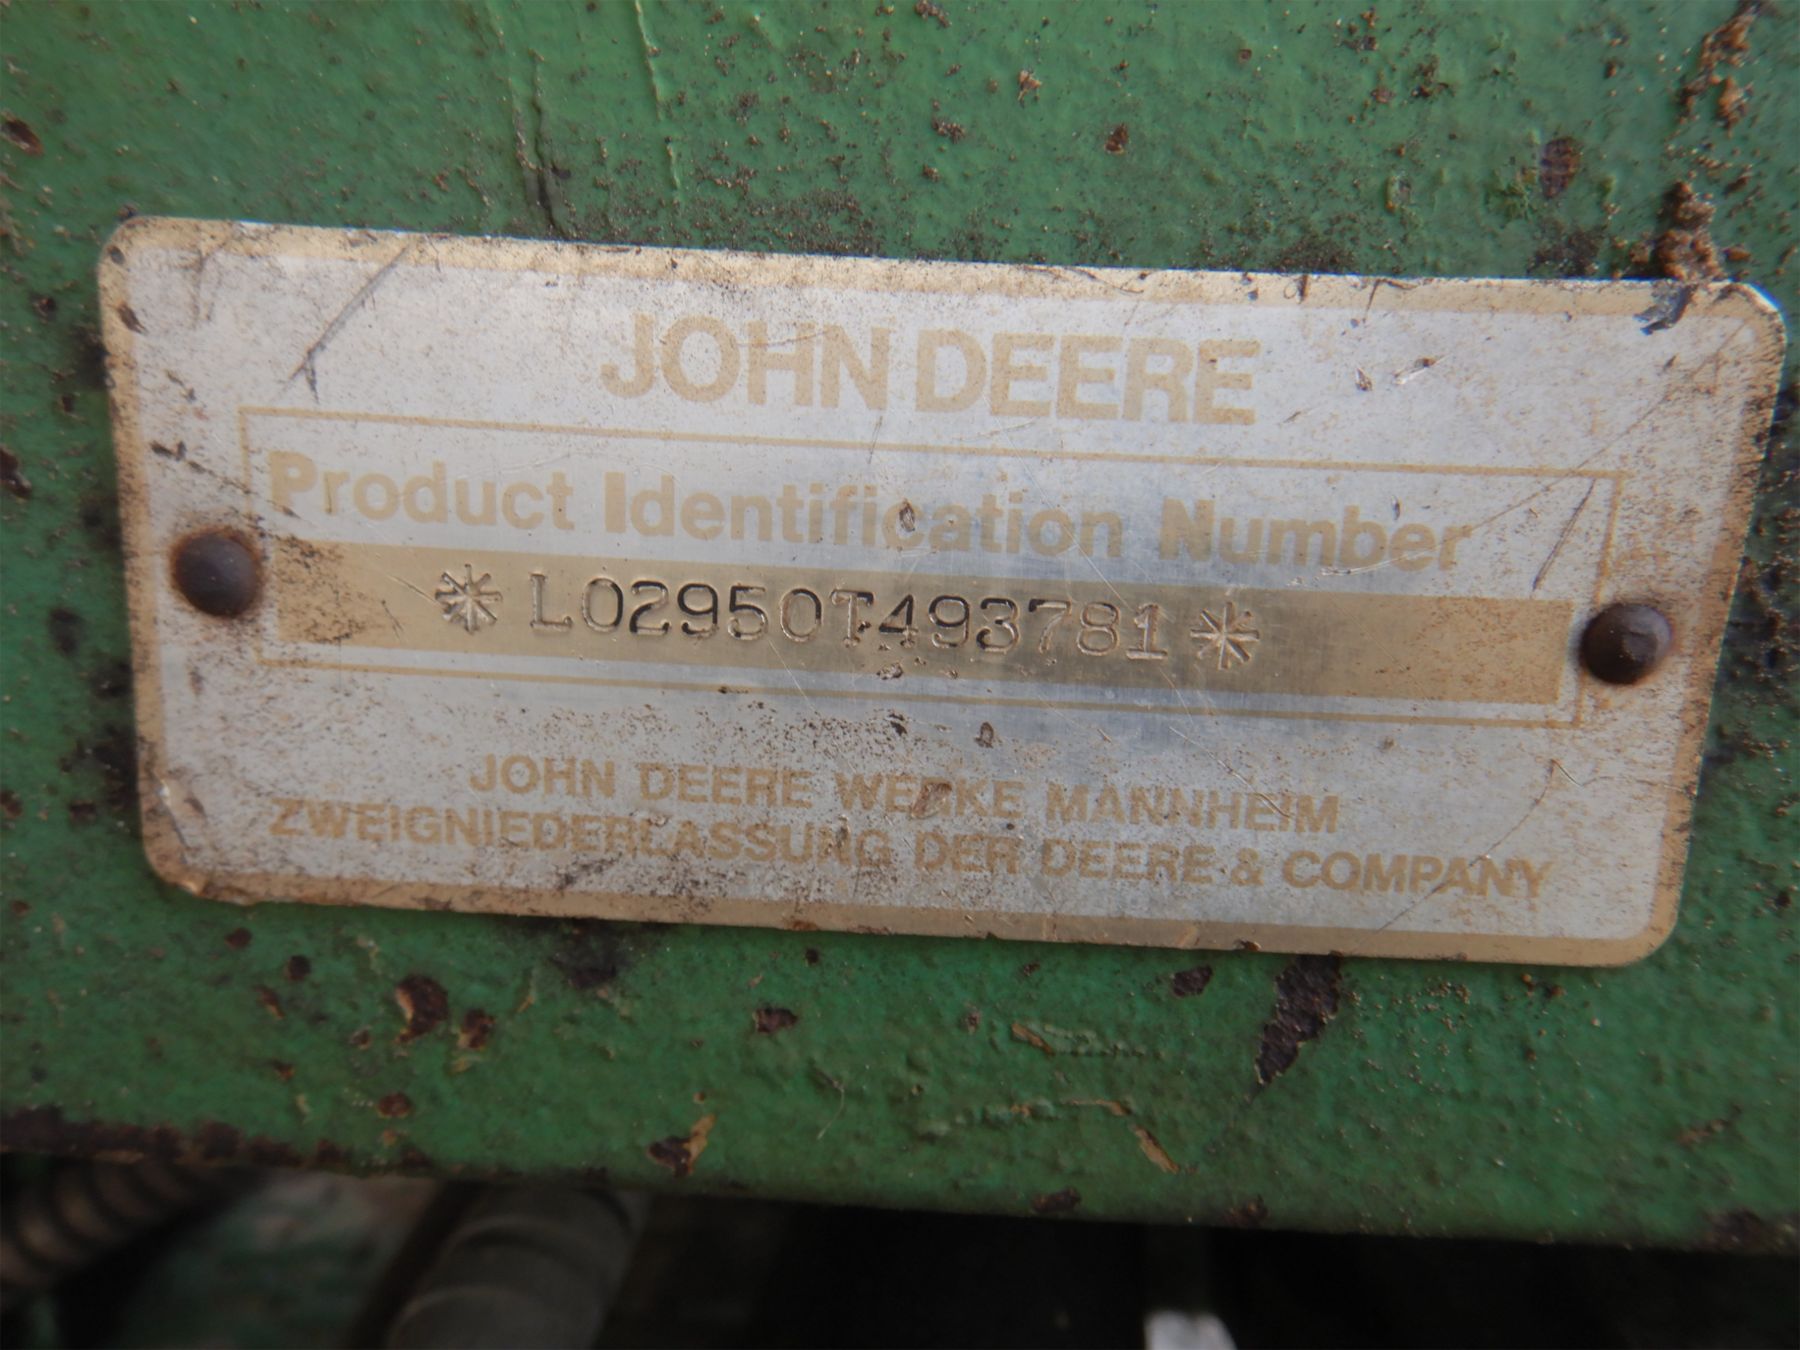 JOHN DEERE
Product Identification Number
*L02950T493781*
JOHN DEERE WERKE MANNHEIM
ZWEIGNIEDERLASSUNG DER DEERE & COMPANY